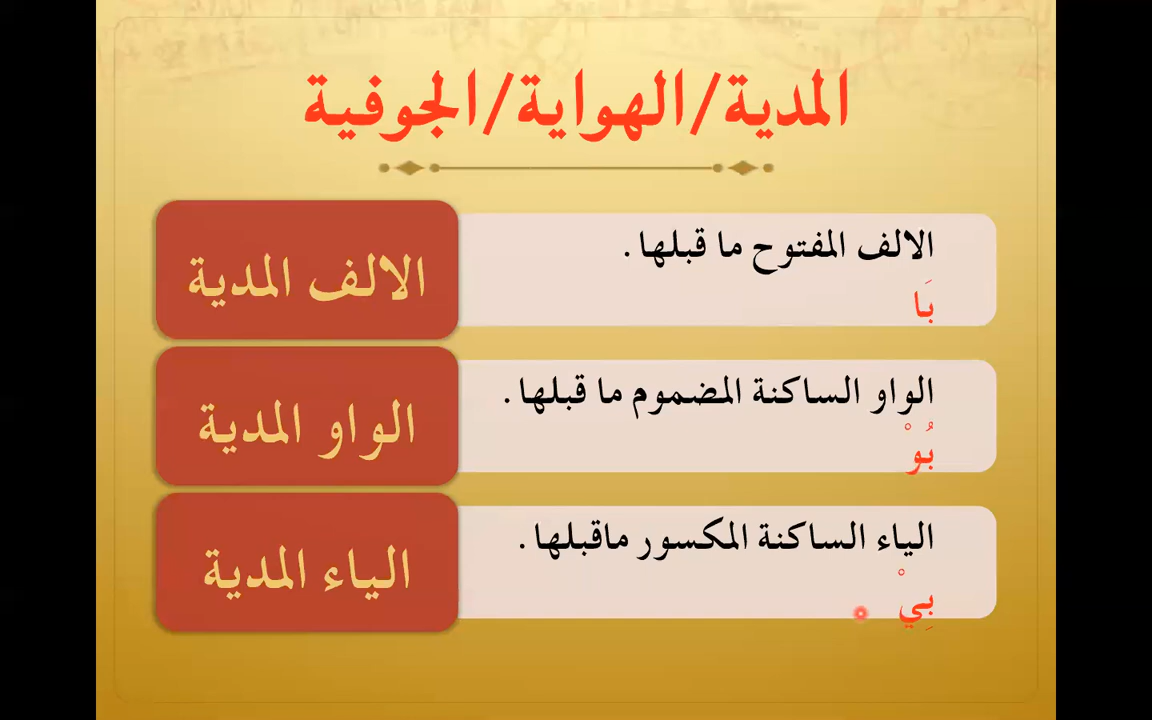 المدية/الهواية/الجوفية
الالف المدية
الالف المفتوح ما قبلها .
بَا
الواو المدية
الواو الساكنة المضموم ما قبلها .
بُوْ
الياء المدية
الياء الساكنة المكسور ماقبلها .
بِيْ